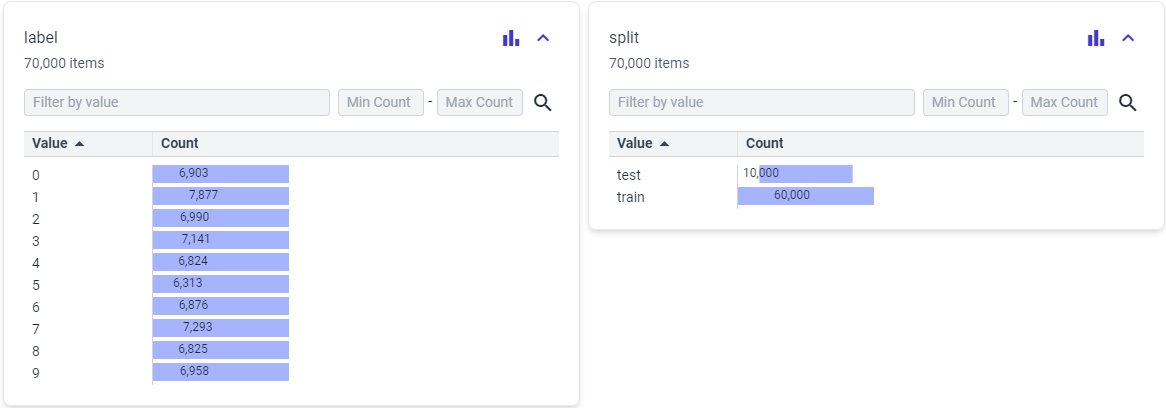 label
70,000 items
Filter by value Min Count - Max Count
Value Count
0 6,903
1 7,877
2 6,990
3 7,141
4 6,824
5 6,313
6 6,876
7 7,293
8 6,825
9 6,958
split
70,000 items
Filter by value Min Count - Max Count
Value Count
test 10,000
train 60,000